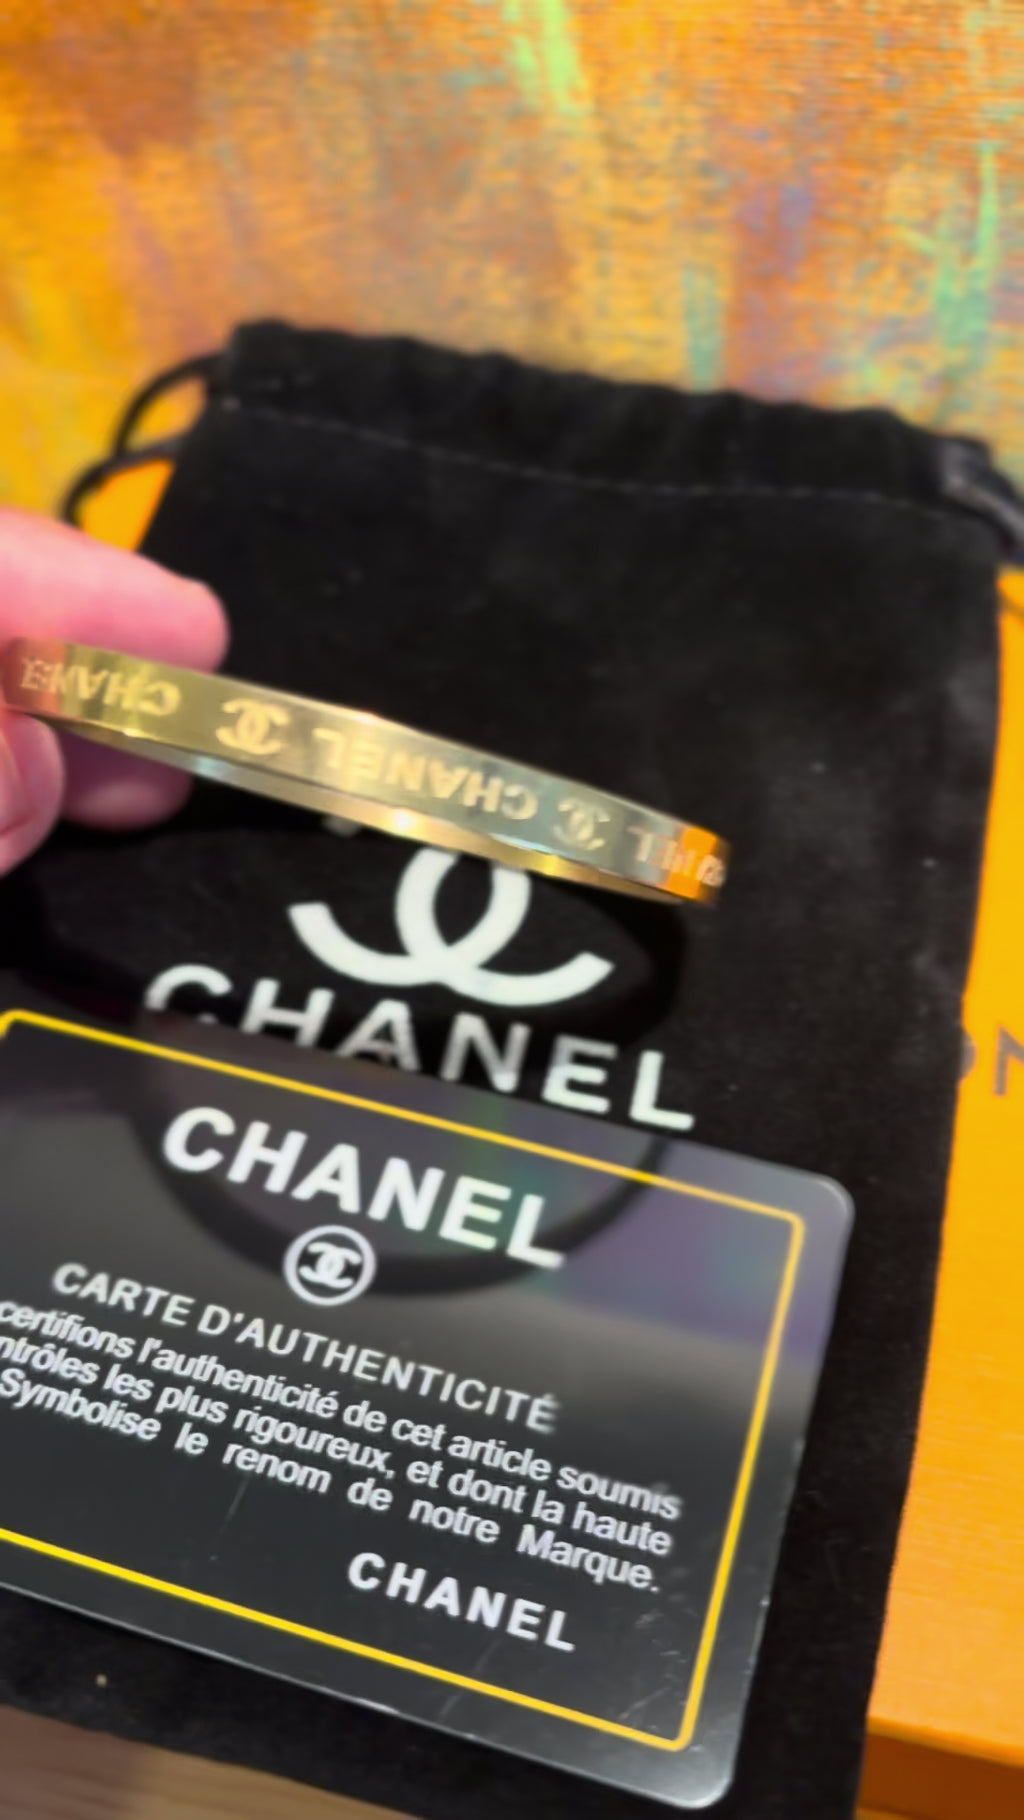 CHANEL
CHANEL
CHANEL
CHANEL
CARTE D'AUTHENTICITÉ
certifions l'authenticité de cet article soumis
les plus rigoureux, et dont la haute
Symbolise le renom de notre Marque.
CHANEL